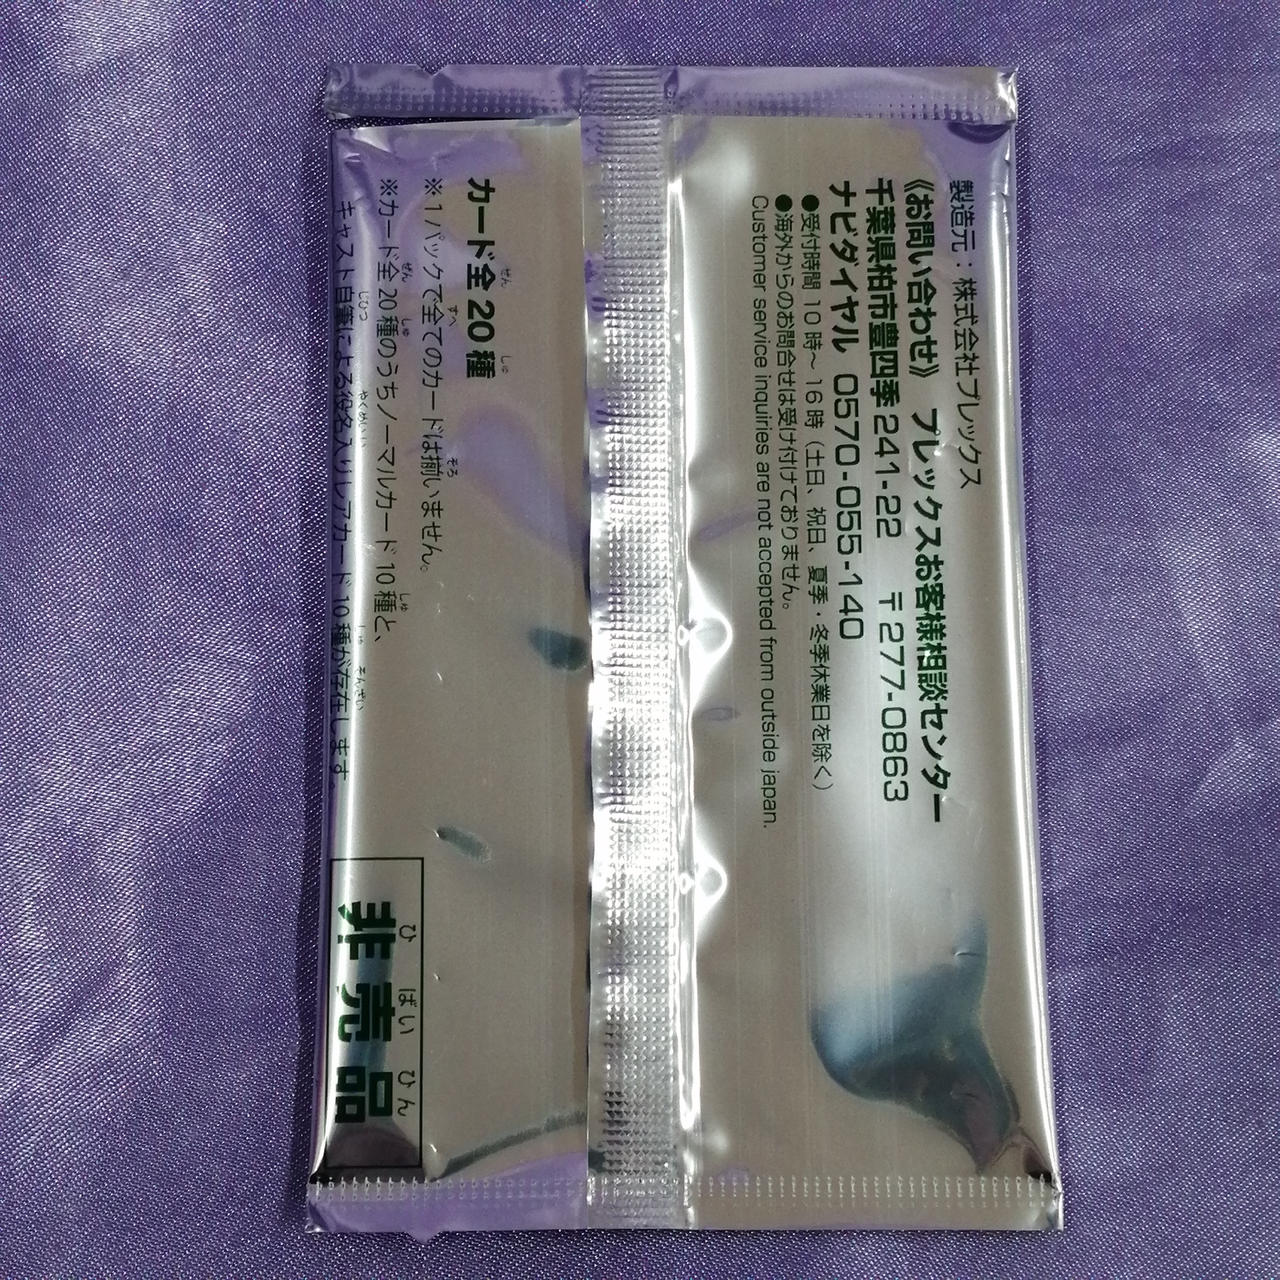 製造元：株式会社プレックス
《お問い合わせ》 プレックスお客様相談センター
千葉県柏市豊四季241-22 〒277-0863
ナビダイヤル 0570-055-140
●受付時間 10時～16時（土日、祝日、夏季・冬季休業日を除く）
●海外からのお問合せは受け付けておりません。
Customer service inquiries are not accepted from outside japan.
カード全20種
※1パックで全てのカードは揃いません。
※カード全20種のうちノーマルカード10種と、
キャスト自筆による役名入りレアカード10種が存在します。
非売品